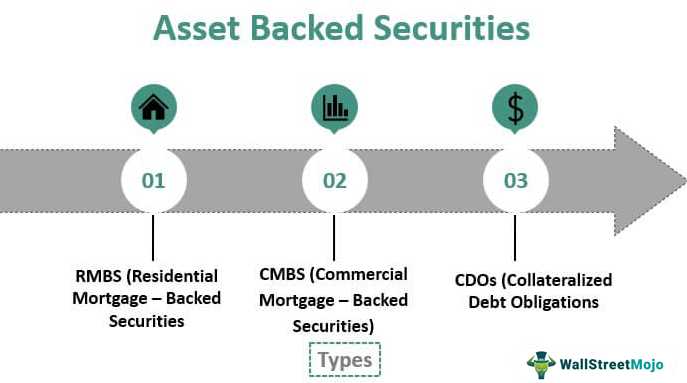 Asset Backed Securities
01
02
03
RMBS (Residential
Mortgage – Backed
Securities
CMBS (Commercial
Mortgage – Backed
Securities)
CDOs (Collateralized
Debt Obligations
Types
WallStreetMojo